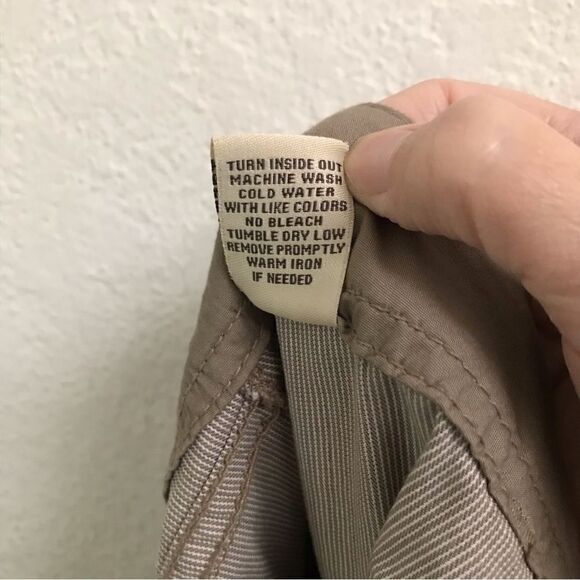 TURN INSIDE OUT
MACHINE WASH
COLD WATER
WITH LIKE COLORS
NO BLEACH
TUMBLE DRY LOW
REMOVE PROMPTLY
WARM IRON
IF NEEDED